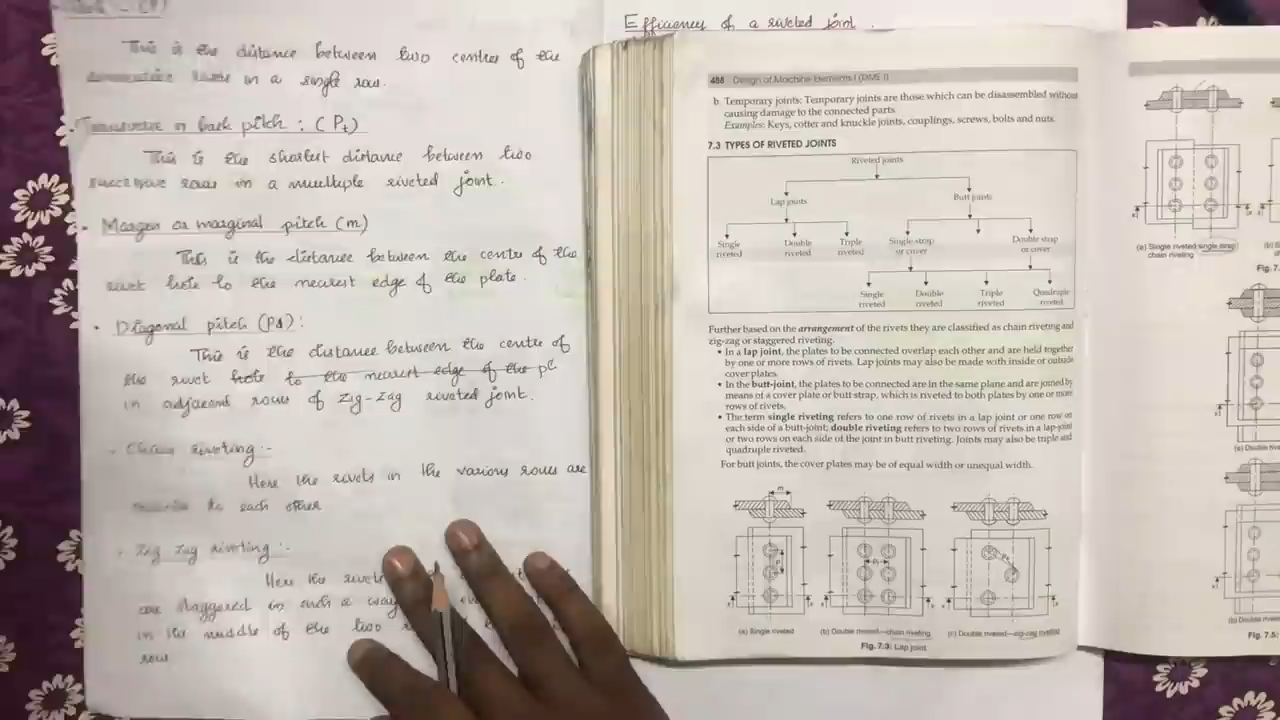 This is the distance between two centres of the
in a single row.
Transverse or back pitch : (Pt)
This is the shortest distance between two
successive rows in a multiple riveted joint.
Margin or marginal pitch (m)
This is the distance between the centre of the
rivet hole to the nearest edge of the plate.
Diagonal pitch (Pd) :
This is the distance between the centre of
the rivet hole to the nearest edge of the
in adjacent rows of zig-zag riveted joint.
Chain riveting :-
Here the rivets in the various rows are
to each other
Zig Zag riveting :-
Here the rivets
are staggered in such a way
in the middle of the two
row
Efficiency of a riveted joint .
488 Design of Machine Elements I (DME I)
b. Temporary joints: Temporary joints are those which can be disassembled without
causing damage to the connected parts.
Examples: Keys, cotter and knuckle joints, couplings, screws, bolts and nuts.
7.3 TYPES OF RIVETED JOINTS
Riveted joints
Lap joints Butt joints
Single riveted
Double riveted
Triple riveted
Single strap or cover
Double strap or cover
Single riveted
Double riveted
Triple riveted
Quadruple riveted
Further based on the arrangement of the rivets they are classified as chain riveting and
zig-zag or staggered riveting.
• In a lap joint, the plates to be connected overlap each other and are held together
by one or more rows of rivets. Lap joints may also be made with inside or outside
cover plates.
• In the butt-joint, the plates to be connected are in the same plane and are joined by
means of a cover plate or butt strap, which is riveted to both plates by one or more
rows of rivets.
• The term single riveting refers to one row of rivets in a lap joint or one row on
each side of a butt-joint; double riveting refers to two rows of rivets in a lap-joint
or two rows on each side of the joint in butt riveting. Joints may also be triple and
quadruple riveted.
For butt joints, the cover plates may be of equal width or unequal width.
(a) Single riveted (b) Double riveted—chain riveting (c) Double riveted—zig-zag riveting
Fig. 7.3: Lap joint
(a) Single riveted single strap
chain riveting
Fig. 7.
Fig. 7.5: